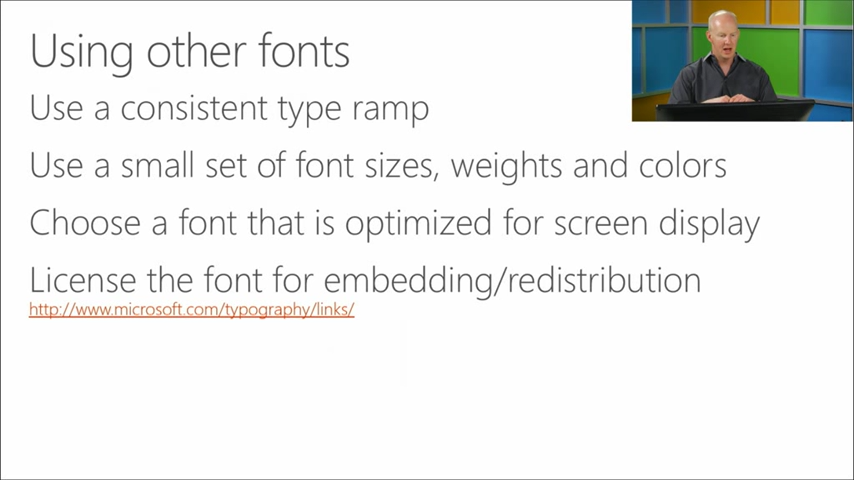 Using other fonts
Use a consistent type ramp
Use a small set of font sizes, weights and colors
Choose a font that is optimized for screen display
License the font for embedding/redistribution
http://www.microsoft.com/typography/links/